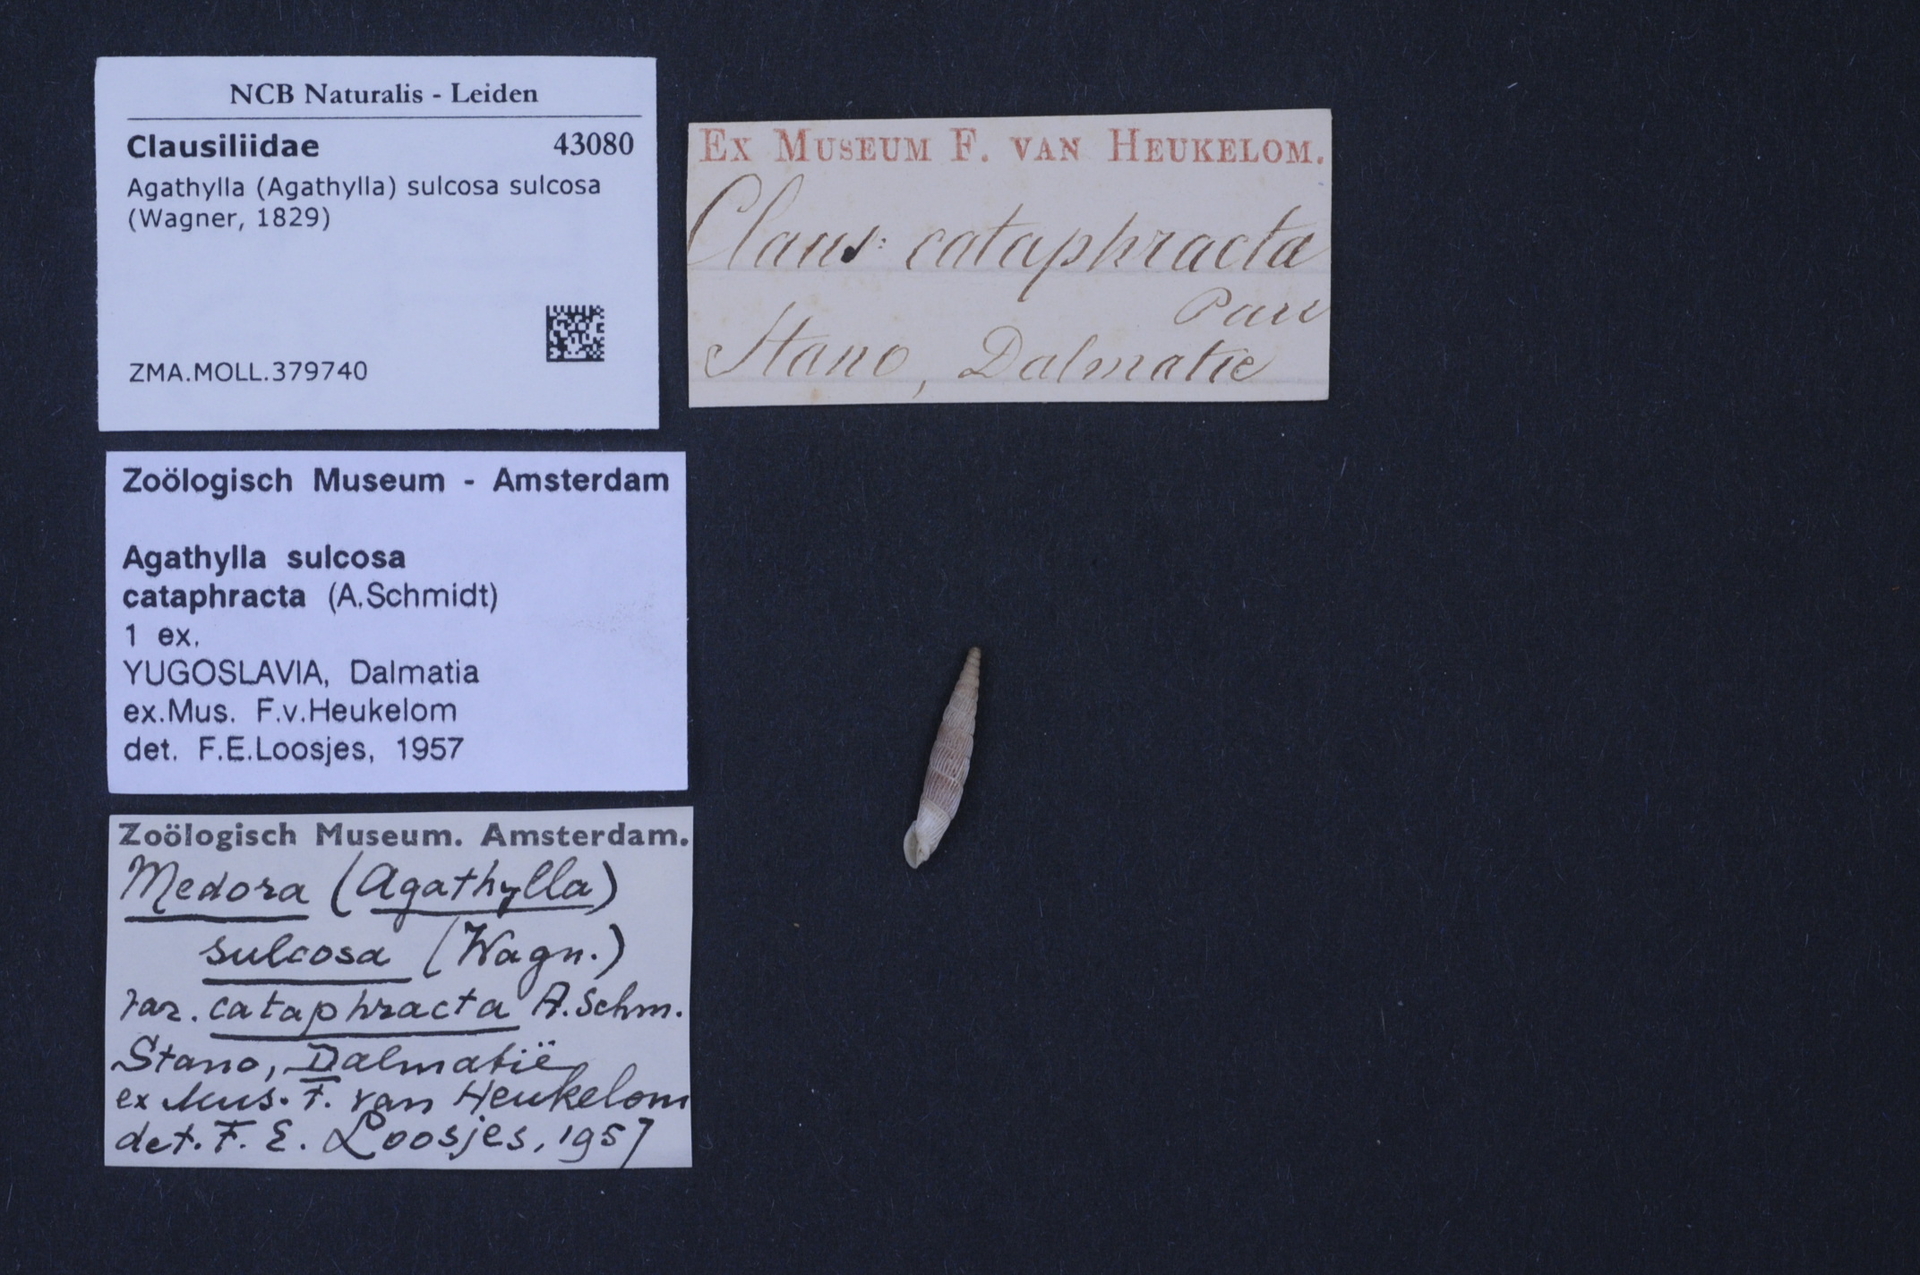 NCB Naturalis - Leiden
Clausiliidae 43080
Agathylla (Agathylla) sulcosa sulcosa
(Wagner, 1829)
ZMA.MOLL.379740
Ex Museum F. van Heukelom.
Claus: cataphracta
Parr
Stano, Dalmatie
Zoölogisch Museum - Amsterdam
Agathylla sulcosa
cataphracta (A.Schmidt)
1 ex.
YUGOSLAVIA, Dalmatia
ex.Mus. F.v.Heukelom
det. F.E.Loosjes, 1957
Zoölogisch Museum. Amsterdam.
Medora (Agathylla)
sulcosa (Wagn.)
var. cataphracta A. Schm.
Stano, Dalmatië
ex Mus. F. van Heukelom
det. F. E. Loosjes, 1957